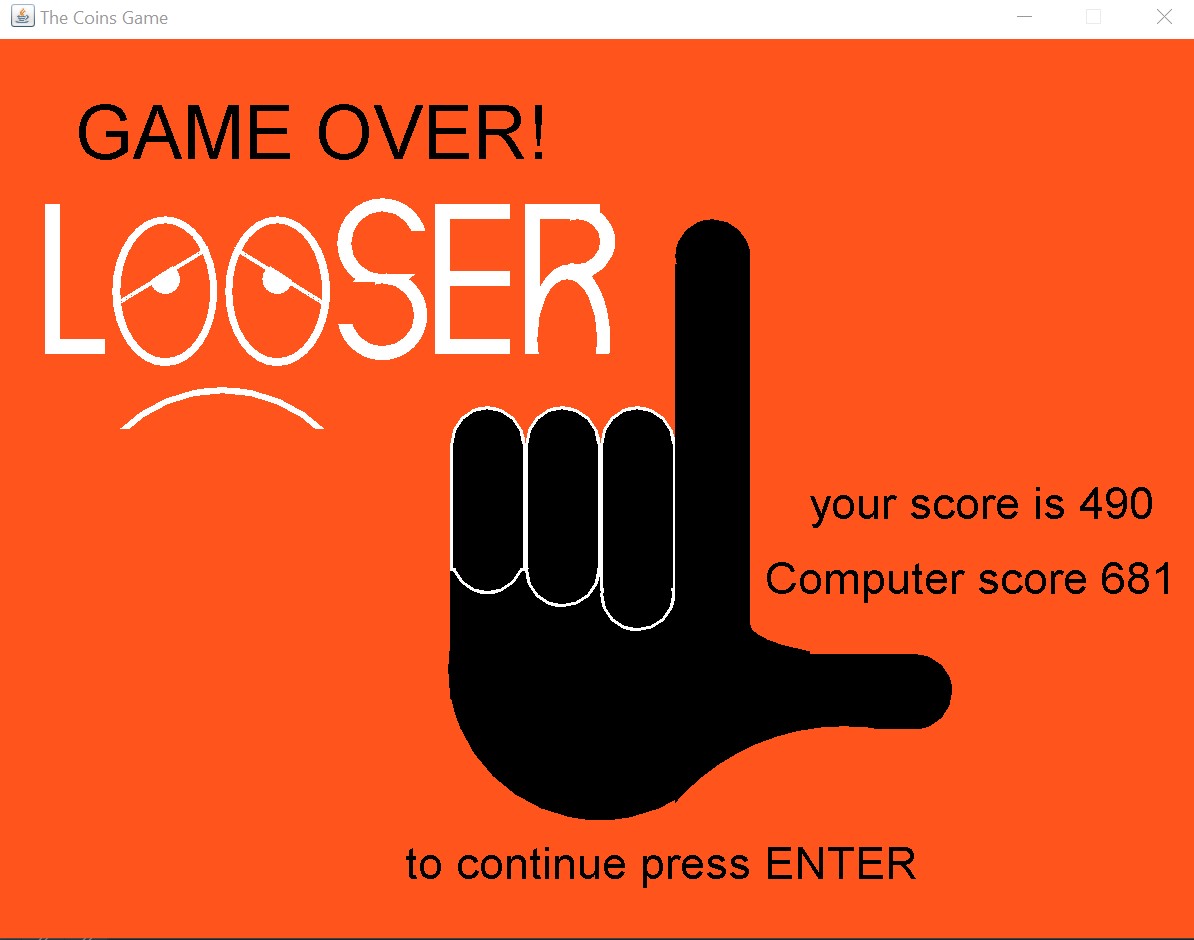 The Coins Game
GAME OVER!
LOOSER
your score is 490
Computer score 681
to continue press ENTER